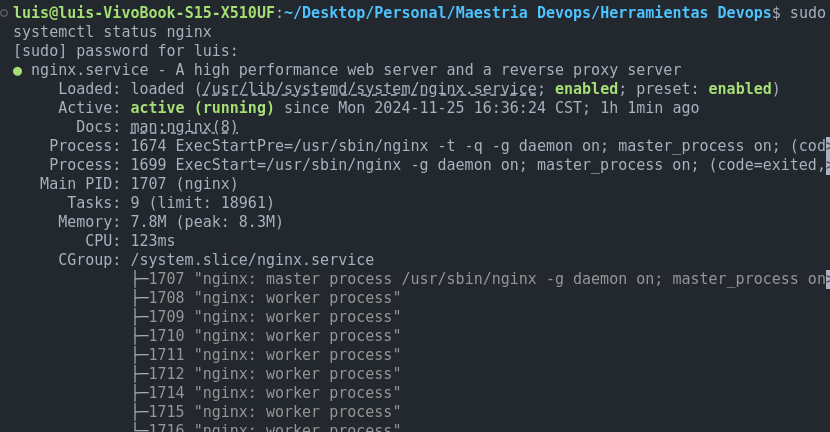 luis@luis-VivoBook-S15-X510UF:~/Desktop/Personal/Maestria Devops/Herramientas Devops$ sudo
systemctl status nginx
[sudo] password for luis:
● nginx.service - A high performance web server and a reverse proxy server
     Loaded: loaded (/usr/lib/systemd/system/nginx.service; enabled; preset: enabled)
     Active: active (running) since Mon 2024-11-25 16:36:24 CST; 1h 1min ago
       Docs: man:nginx(8)
    Process: 1674 ExecStartPre=/usr/sbin/nginx -t -q -g daemon on; master_process on; (cod>
    Process: 1699 ExecStart=/usr/sbin/nginx -g daemon on; master_process on; (code=exited,>
   Main PID: 1707 (nginx)
      Tasks: 9 (limit: 18961)
     Memory: 7.8M (peak: 8.3M)
        CPU: 123ms
     CGroup: /system.slice/nginx.service
             ├─1707 "nginx: master process /usr/sbin/nginx -g daemon on; master_process on>
             ├─1708 "nginx: worker process"
             ├─1709 "nginx: worker process"
             ├─1710 "nginx: worker process"
             ├─1711 "nginx: worker process"
             ├─1712 "nginx: worker process"
             ├─1714 "nginx: worker process"
             ├─1715 "nginx: worker process"
             ├─1716 "nginx: worker process"